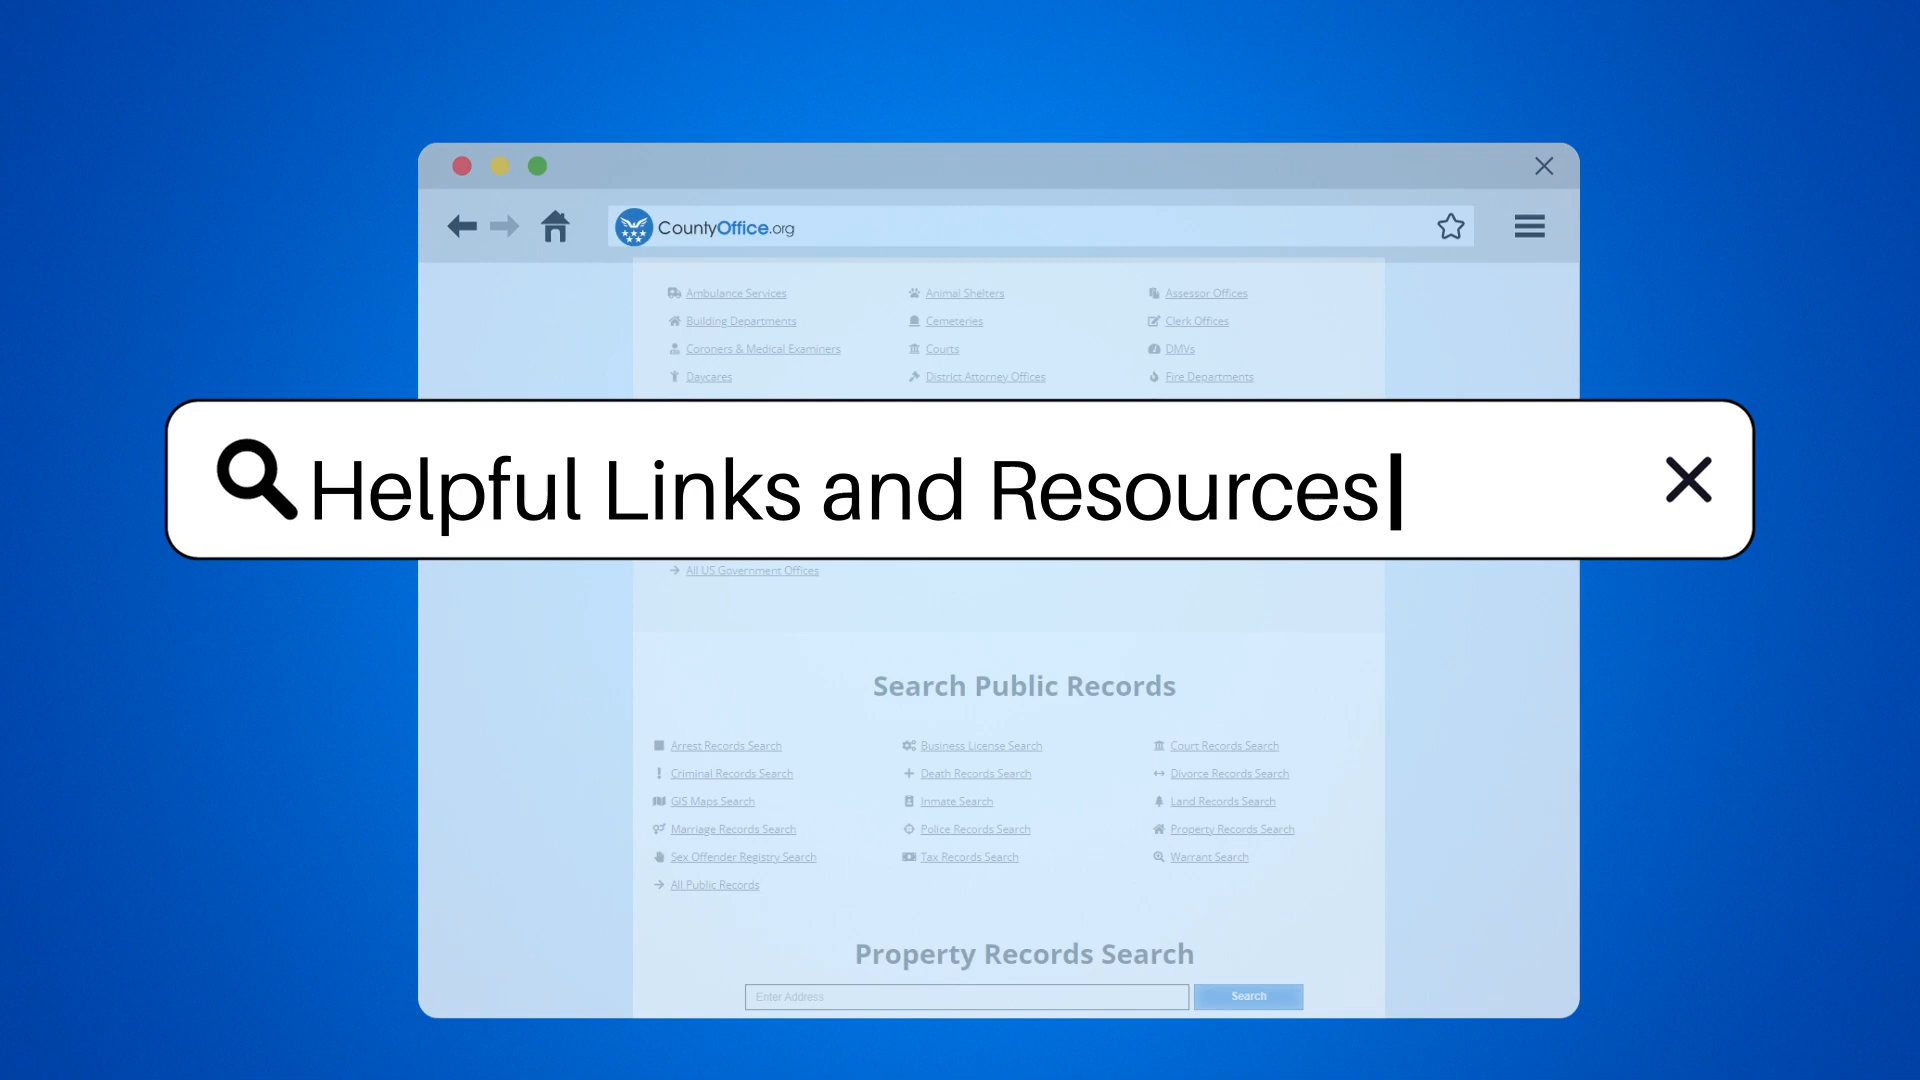 CountyOffice.org
Ambulance Services Animal Shelters Assessor Offices
Building Departments Cemeteries Clerk Offices
Coroners & Medical Examiners Courts DMVs
Daycares District Attorney Offices Fire Departments
Helpful Links and Resources
All US Government Offices
Search Public Records
Arrest Records Search Business License Search Court Records Search
Criminal Records Search Death Records Search Divorce Records Search
GIS Maps Search Inmate Search Land Records Search
Marriage Records Search Police Records Search Property Records Search
Sex Offender Registry Search Tax Records Search Warrant Search
All Public Records
Property Records Search
Enter Address Search